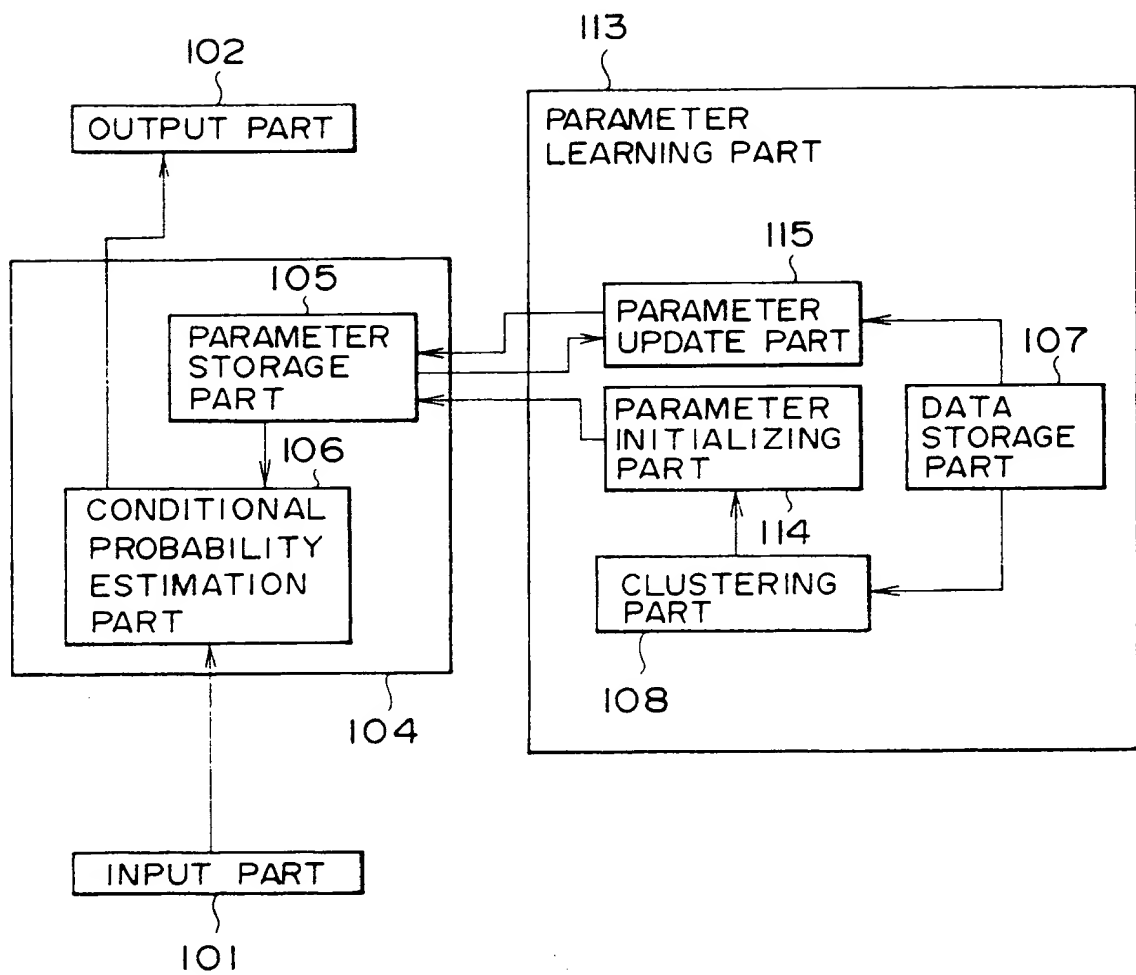 102
OUTPUT PART
113
PARAMETER
LEARNING PART
105
PARAMETER
STORAGE
PART
115
PARAMETER
UPDATE PART
107
DATA
STORAGE
PART
PARAMETER
INITIALIZING
PART
114
106
CONDITIONAL
PROBABILITY
ESTIMATION
PART
CLUSTERING
PART
108
104
INPUT PART
101